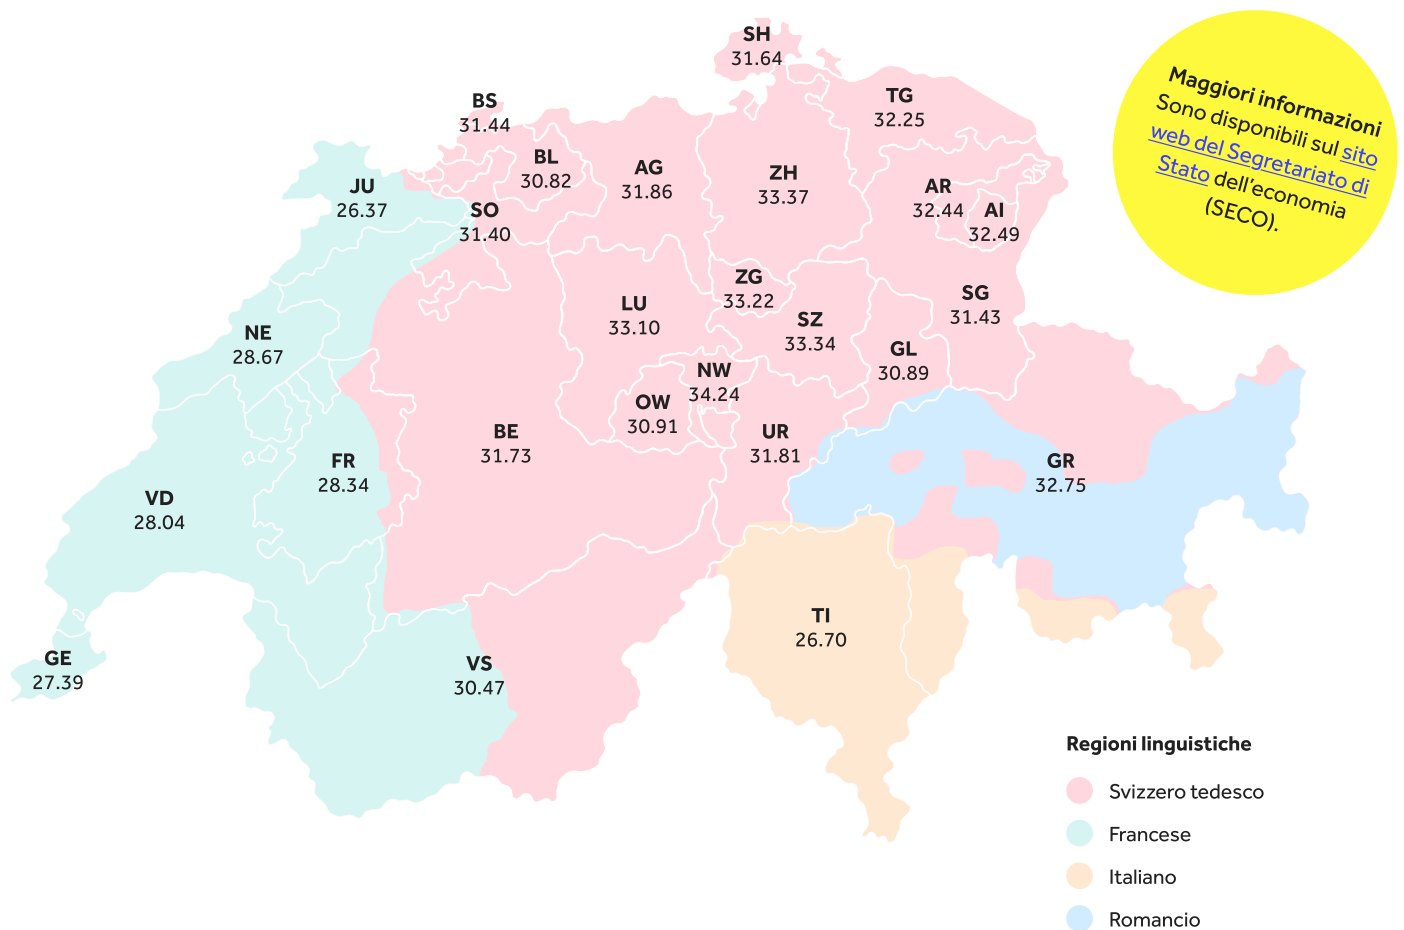 SH
31.64
BS
31.44
TG
32.25
BL
30.82
AG
31.86
ZH
33.37
JU
26.37
AR
32.44
SO
31.40
AI
32.49
ZG
33.22
LU
33.10
SZ
33.34
SG
31.43
NE
28.67
GL
30.89
NW
34.24
OW
30.91
BE
31.73
UR
31.81
FR
28.34
GR
32.75
VD
28.04
TI
26.70
GE
27.39
VS
30.47
Maggiori informazioni
Sono disponibili sul sito
web del Segretariato di
Stato dell'economia
(SECO).
Regioni linguistiche
Svizzero tedesco
Francese
Italiano
Romancio